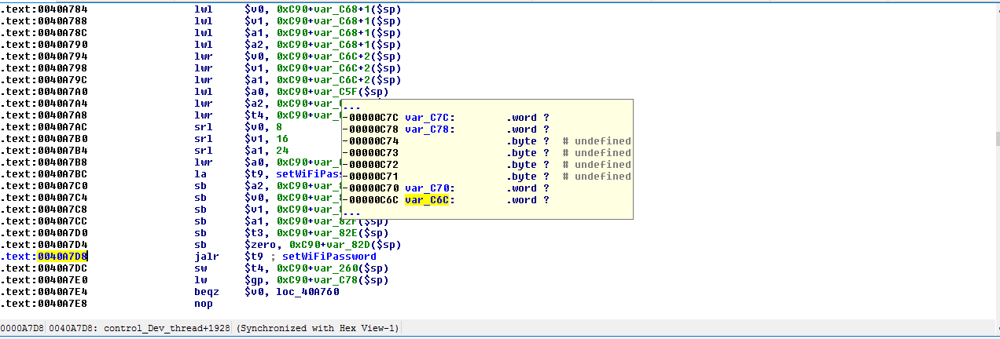 .text:0040A784 lwl $v0, 0xC90+var_C68+1($sp)
.text:0040A788 lwl $v1, 0xC90+var_C68+1($sp)
.text:0040A78C lwl $a1, 0xC90+var_C68+1($sp)
.text:0040A790 lwl $a2, 0xC90+var_C68+1($sp)
.text:0040A794 lwr $v0, 0xC90+var_C6C+2($sp)
.text:0040A798 lwr $v1, 0xC90+var_C6C+2($sp)
.text:0040A79C lwr $a1, 0xC90+var_C6C+2($sp)
.text:0040A7A0 lwl $a0, 0xC90+var_C5F($sp)
.text:0040A7A4 lwr $a2, 0xC90+var_
.text:0040A7A8 lwr $t4, 0xC90+var_
.text:0040A7AC srl $v0, 8
.text:0040A7B0 srl $v1, 16
.text:0040A7B4 srl $a1, 24
.text:0040A7B8 lwr $a0, 0xC90+var_
.text:0040A7BC la $t9, setWiFiPassw
.text:0040A7C0 sb $a2, 0xC90+var_
.text:0040A7C4 sb $v0, 0xC90+var_
.text:0040A7C8 sb $v1, 0xC90+var_
.text:0040A7CC sb $a1, 0xC90+var_82F($sp)
.text:0040A7D0 sb $t3, 0xC90+var_82E($sp)
.text:0040A7D4 sb $zero, 0xC90+var_82D($sp)
.text:0040A7D8 jalr $t9 ; setWiFiPassword
.text:0040A7DC sw $t4, 0xC90+var_260($sp)
.text:0040A7E0 lw $gp, 0xC90+var_C78($sp)
.text:0040A7E4 beqz $v0, loc_40A760
.text:0040A7E8 nop
...
-00000C7C var_C7C: .word ?
-00000C78 var_C78: .word ?
-00000C74 .byte ? # undefined
-00000C73 .byte ? # undefined
-00000C72 .byte ? # undefined
-00000C71 .byte ? # undefined
-00000C70 var_C70: .word ?
-00000C6C var_C6C: .word ?
...
0000A7D8 0040A7D8: control_Dev_thread+1928 (Synchronized with Hex View-1)